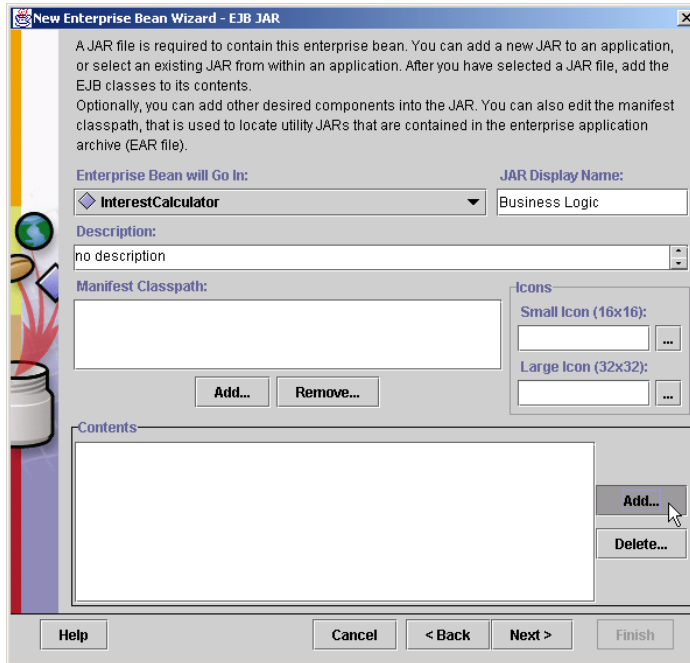 New Enterprise Bean Wizard - EJB JAR
A JAR file is required to contain this enterprise bean. You can add a new JAR to an application,
or select an existing JAR from within an application. After you have selected a JAR file, add the
EJB classes to its contents.
Optionally, you can add other desired components into the JAR. You can also edit the manifest
classpath, that is used to locate utility JARs that are contained in the enterprise application
archive (EAR file).
Enterprise Bean will Go In: JAR Display Name:
InterestCalculator Business Logic
Description:
no description
Manifest Classpath: Icons
Small Icon (16x16):
...
Large Icon (32x32):
...
Add... Remove...
Contents
Add...
Delete...
Help Cancel < Back Next > Finish